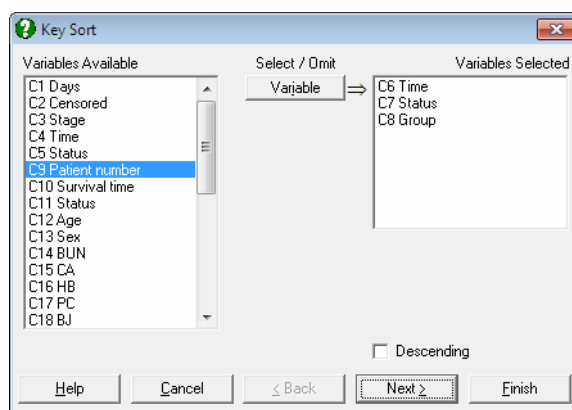 Key Sort
Variables Available
Select / Omit
Variables Selected
C1 Days
C2 Censored
C3 Stage
C4 Time
C5 Status
C9 Patient number
C10 Survival time
C11 Status
C12 Age
C13 Sex
C14 BUN
C15 CA
C16 HB
C17 PC
C18 BJ
Variable
C6 Time
C7 Status
C8 Group
Descending
Help
Cancel
< Back
Next >
Finish